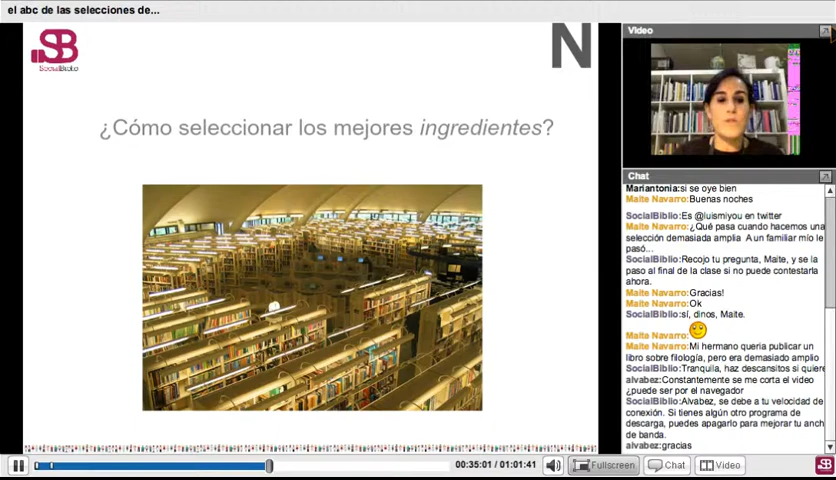 el abc de las selecciones de...
SB
SocialBiblio
N
¿Cómo seleccionar los mejores ingredientes?
Video
Chat
Mariantonia:si se oye bien
Maite Navarro:Buenas noches
SocialBiblio:Es @luismiyou en twitter
Maite Navarro:¿Qué pasa cuando hacemos una
selección demasiada amplia A un familiar mío le
pasó...
SocialBiblio:Recojo tu pregunta, Maite, y se la
paso al final de la clase si no puede contestarla
ahora.
Maite Navarro:Gracias!
Maite Navarro:Ok
SocialBiblio:sí, dinos, Maite.
Maite Navarro:
Maite Navarro:Mi hermano queria publicar un
libro sobre filología, pero era demasiado amplio
SocialBiblio:Tranquila, haz descansitos si quiere
alvabez:Constantemente se me corta el video
¿puede ser por el navegador
SocialBiblio:Alvabez, se debe a tu velocidad de
conexión. Si tienes algún otro programa de
descarga, puedes apagarlo para mejorar tu anch
de banda.
alvabez:gracias
00:35:01 / 01:01:41
Fullscreen
Chat
Video
SB